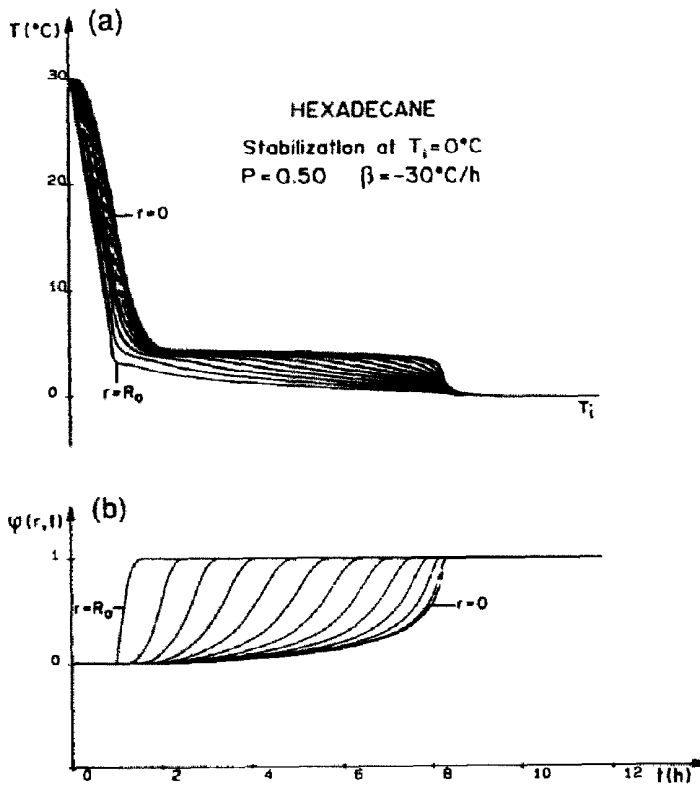 T(°C) (a)
30
HEXADECANE
Stabilization at Ti=0°C
P=0.50 β=-30°C/h
20
r=0
10
0
r=R₀
Ti
φ(r,t) (b)
1
r=R₀
r=0
0
0 2 4 6 8 10 12 t(h)